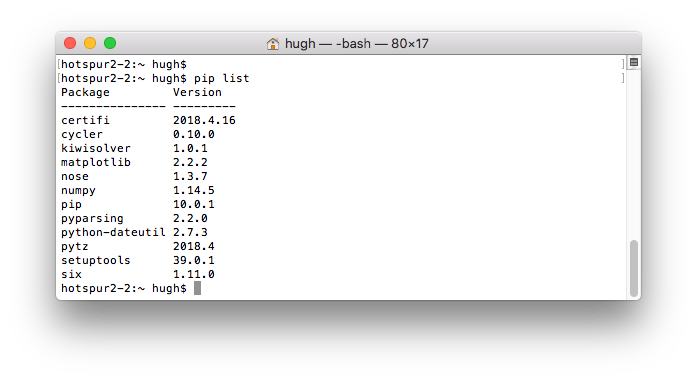 hugh — -bash — 80×17
[hotspur2-2:~ hugh$ ]
[hotspur2-2:~ hugh$ pip list ]
Package         Version
--------------- ---------
certifi         2018.4.16
cycler          0.10.0
kiwisolver      1.0.1
matplotlib      2.2.2
nose            1.3.7
numpy           1.14.5
pip             10.0.1
pyparsing       2.2.0
python-dateutil 2.7.3
pytz            2018.4
setuptools      39.0.1
six             1.11.0
hotspur2-2:~ hugh$